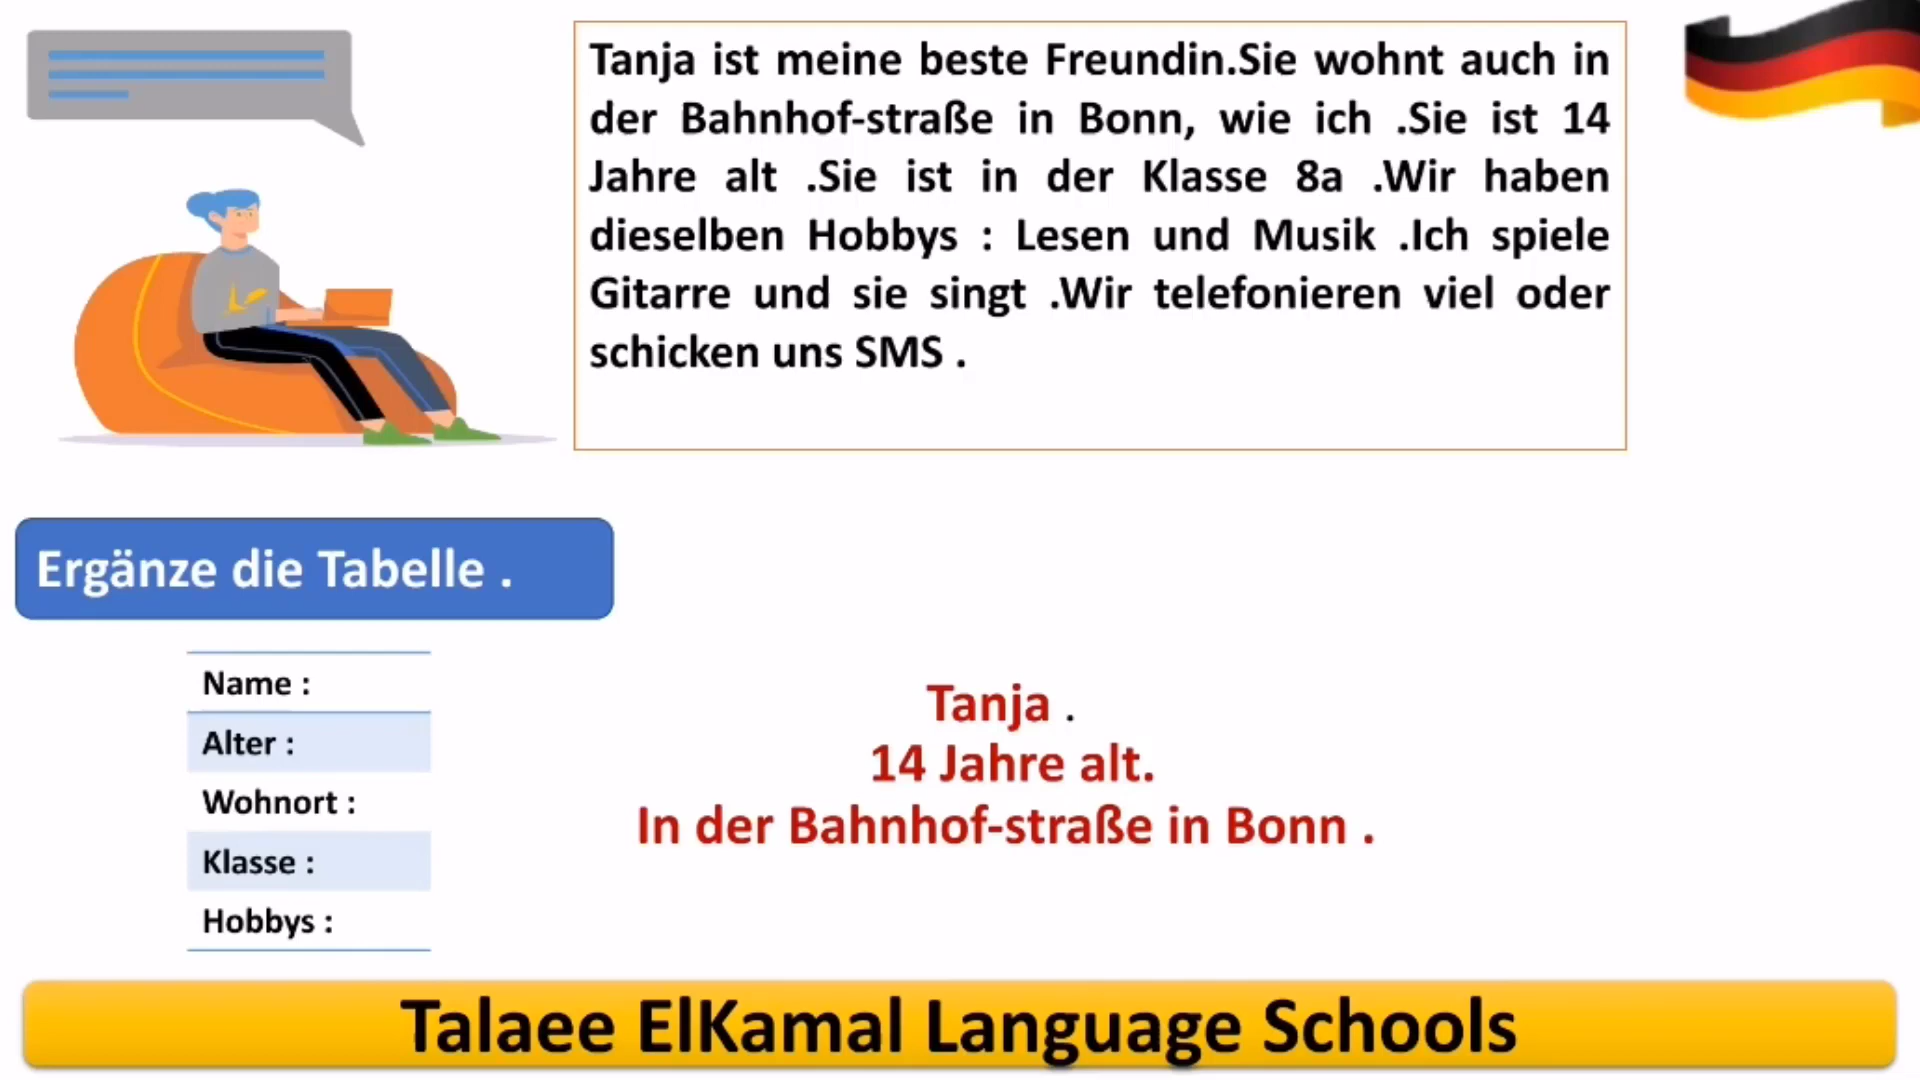 Tanja ist meine beste Freundin.Sie wohnt auch in
der Bahnhof-straße in Bonn, wie ich .Sie ist 14
Jahre alt .Sie ist in der Klasse 8a .Wir haben
dieselben Hobbys : Lesen und Musik .Ich spiele
Gitarre und sie singt .Wir telefonieren viel oder
schicken uns SMS .
Ergänze die Tabelle .
Name :
Alter :
Wohnort :
Klasse :
Hobbys :
Tanja .
14 Jahre alt.
In der Bahnhof-straße in Bonn .
Talaee ElKamal Language Schools